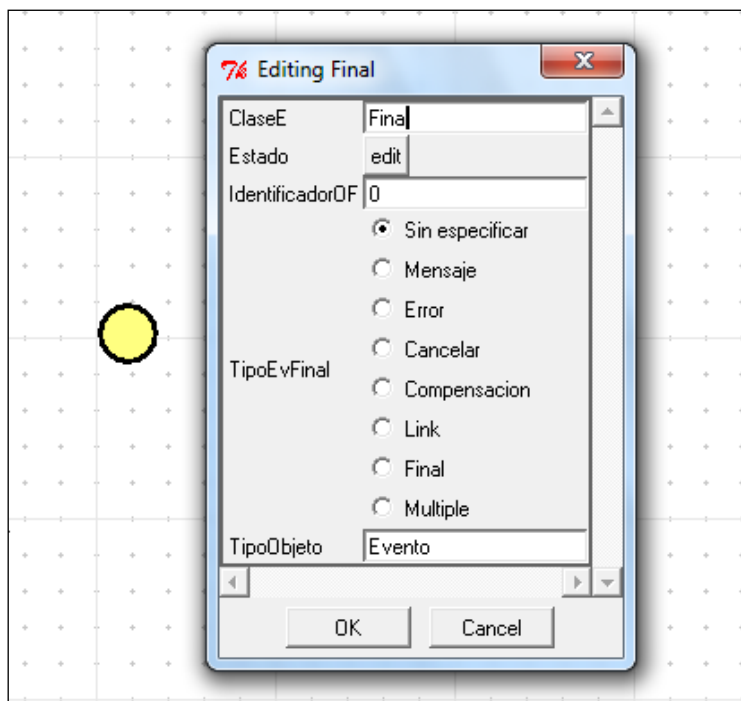 Editing Final
ClaseE Final
Estado edit
IdentificadorOF 0
Sin especificar
Mensaje
Error
Cancelar
TipoEvFinal
Compensacion
Link
Final
Multiple
TipoObjeto Evento
OK Cancel